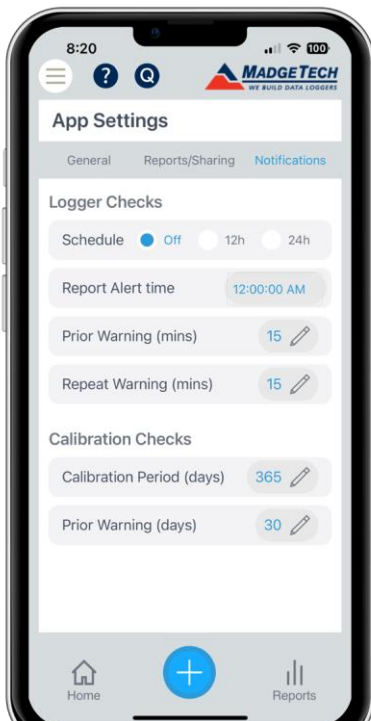 8:20
100
? Q MADGETECH
WE BUILD DATA LOGGERS
App Settings
General Reports/Sharing Notifications
Logger Checks
Schedule Off 12h 24h
Report Alert time 12:00:00 AM
Prior Warning (mins) 15
Repeat Warning (mins) 15
Calibration Checks
Calibration Period (days) 365
Prior Warning (days) 30
Home Reports